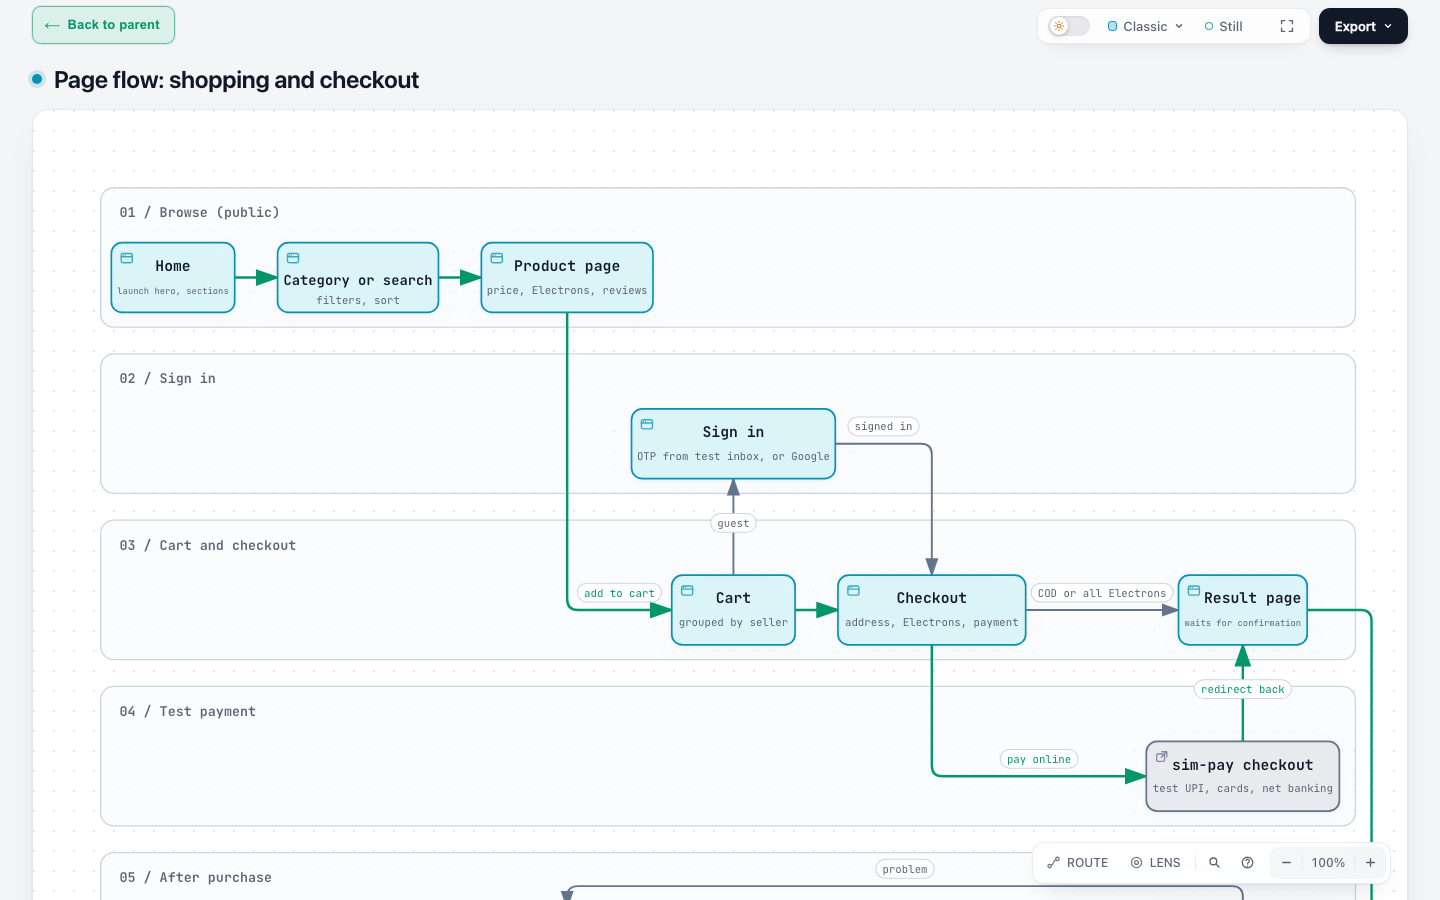 ← Back to parent
Classic
Still
Export
Page flow: shopping and checkout
01 / Browse (public)
Home
launch hero, sections
Category or search
filters, sort
Product page
price, Electrons, reviews
02 / Sign in
Sign in
OTP from test inbox, or Google
signed in
guest
03 / Cart and checkout
add to cart
Cart
grouped by seller
Checkout
address, Electrons, payment
COD or all Electrons
Result page
waits for confirmation
redirect back
04 / Test payment
pay online
sim-pay checkout
test UPI, cards, net banking
05 / After purchase
problem
ROUTE
LENS
− 100% +